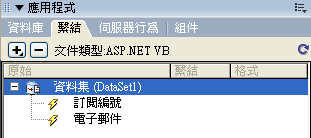 應用程式
資料庫 繫結 伺服器行為 組件
文件類型:ASP.NET VB
原始 繫結 格式
資料集 (DataSet1)
訂閱編號
電子郵件